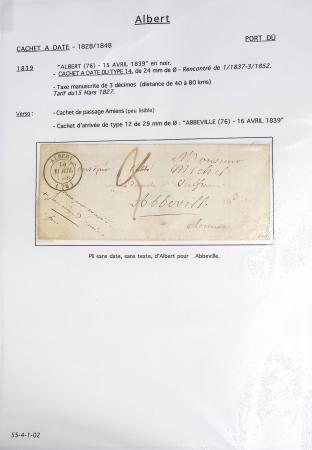 Albert
CACHET A DATE - 1828/1848
PORT DÛ
1839 "ALBERT (76) - 15 AVRIL 1839" en noir.
- CACHET A DATE DU TYPE 14, de 24 mm de Ø - Rencontré de 1/1837-3/1852.
- Taxe manuscrite de 3 décimes (distance de 40 à 80 kms)
Tarif du15 Mars 1827.
Verso : - Cachet de passage Amiens (peu lisible)
- Cachet d'arrivée de type 12 de 29 mm de Ø : "ABBEVILLE (76) - 16 AVRIL 1839"
ALBERT
(76)
Monsieur
Michel
Abbeville
Somme
Pli sans date, sans texte, d'Albert pour Abbeville.
55-4-1-02